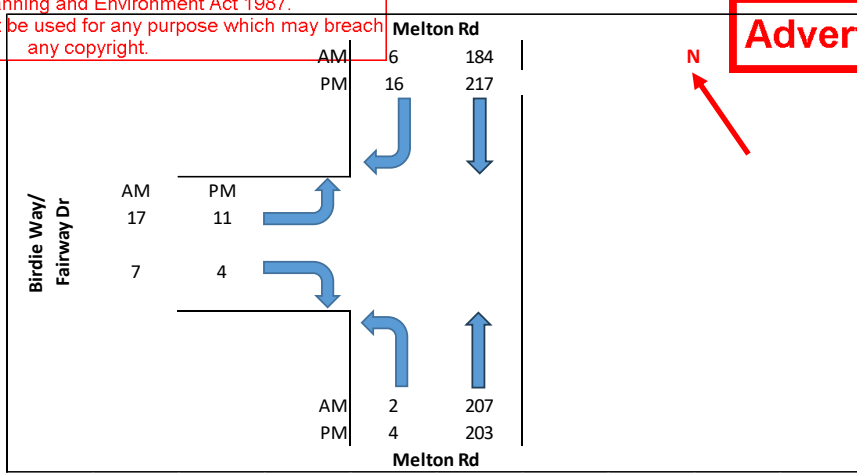 nning and Environment Act 1987.
be used for any purpose which may breach
any copyright.
Advert
Melton Rd
N
AM 6 184
PM 16 217
Birdie Way/
Fairway Dr
AM PM
17 11
7 4
AM 2 207
PM 4 203
Melton Rd